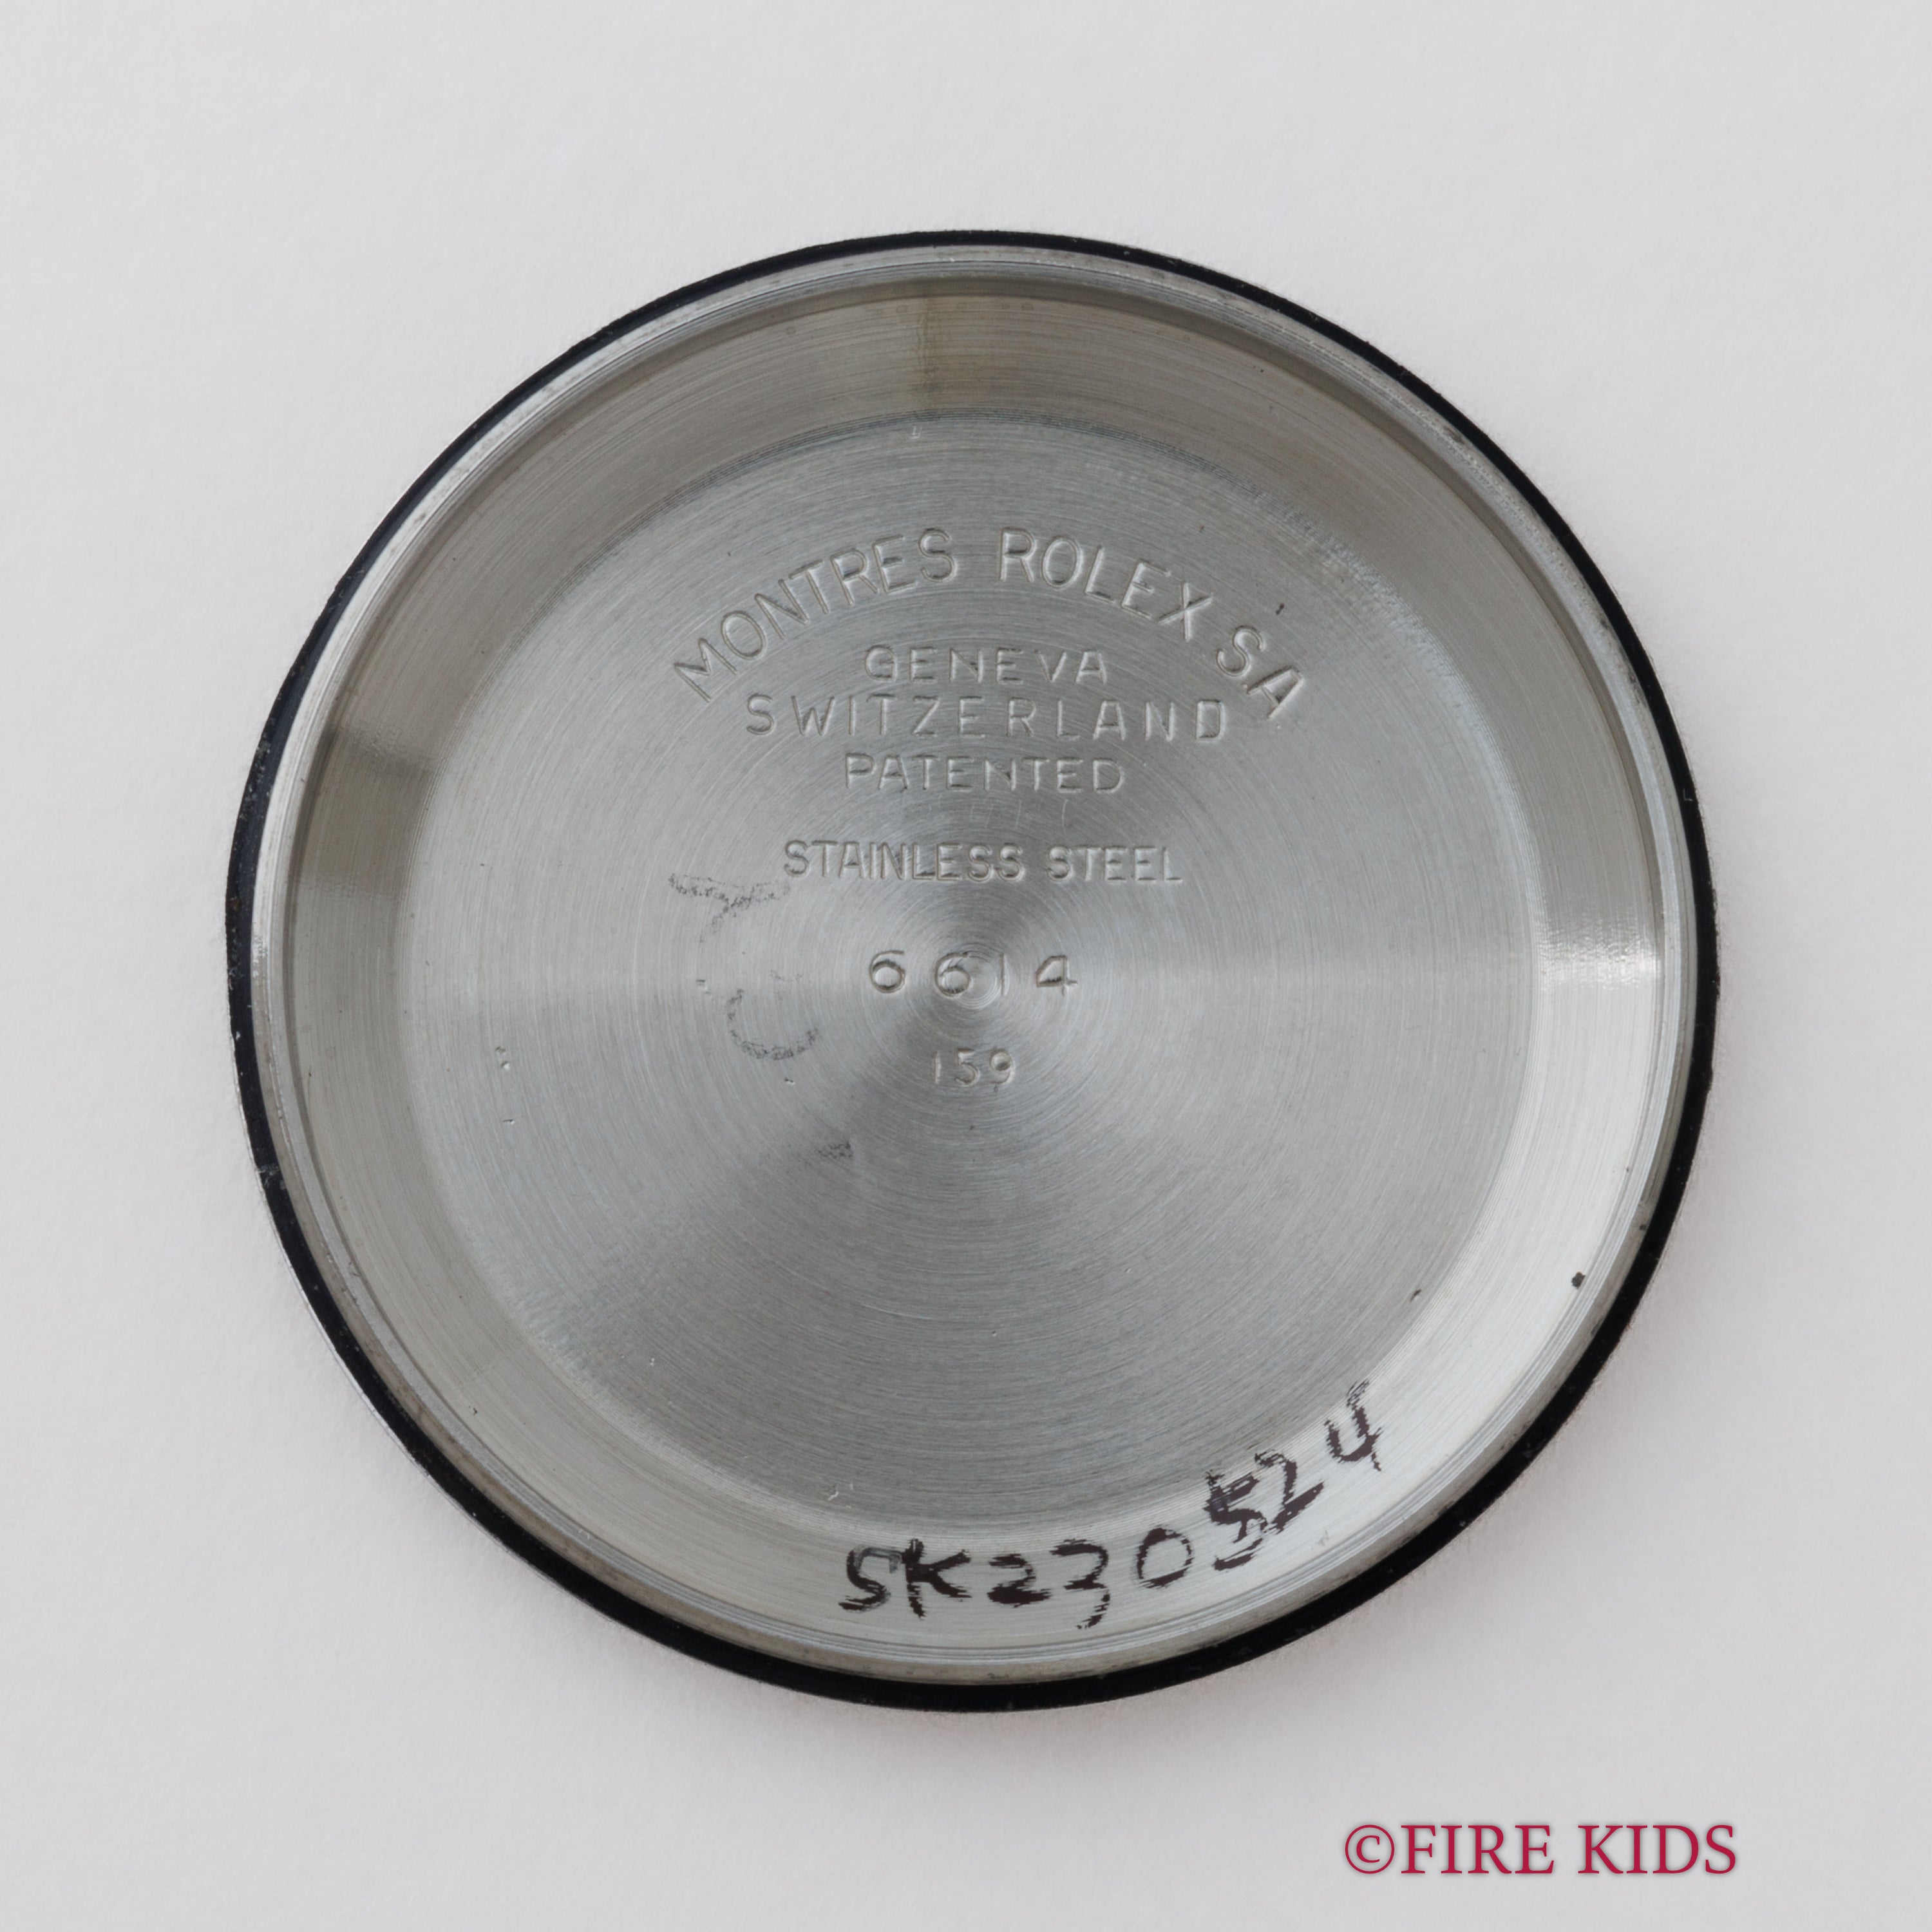 MONTRES ROLEX SA
GENEVA
SWITZERLAND
PATENTED
STAINLESS STEEL
6614
159
SK230524
©FIRE KIDS